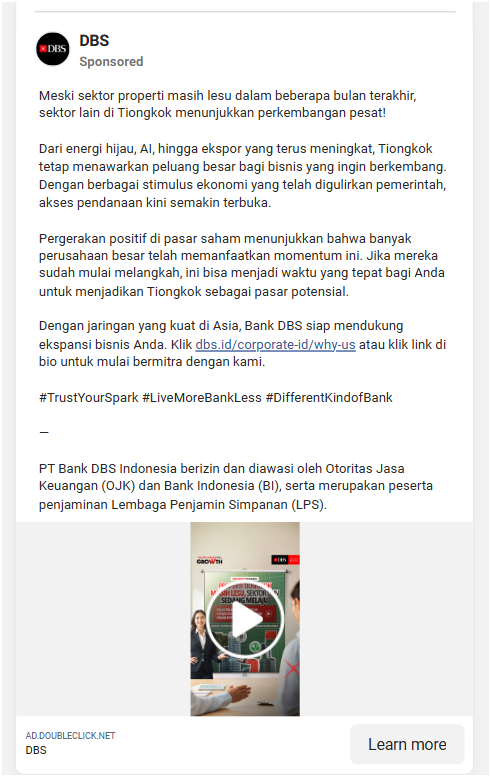 DBS
DBS
Sponsored
Meski sektor properti masih lesu dalam beberapa bulan terakhir,
sektor lain di Tiongkok menunjukkan perkembangan pesat!
Dari energi hijau, AI, hingga ekspor yang terus meningkat, Tiongkok
tetap menawarkan peluang besar bagi bisnis yang ingin berkembang.
Dengan berbagai stimulus ekonomi yang telah digulirkan pemerintah,
akses pendanaan kini semakin terbuka.
Pergerakan positif di pasar saham menunjukkan bahwa banyak
perusahaan besar telah memanfaatkan momentum ini. Jika mereka
sudah mulai melangkah, ini bisa menjadi waktu yang tepat bagi Anda
untuk menjadikan Tiongkok sebagai pasar potensial.
Dengan jaringan yang kuat di Asia, Bank DBS siap mendukung
ekspansi bisnis Anda. Klik dbs.id/corporate-id/why-us atau klik link di
bio untuk mulai bermitra dengan kami.
#TrustYourSpark #LiveMoreBankLess #DifferentKindofBank
—
PT Bank DBS Indonesia berizin dan diawasi oleh Otoritas Jasa
Keuangan (OJK) dan Bank Indonesia (BI), serta merupakan peserta
penjaminan Lembaga Penjamin Simpanan (LPS).
GROWTH
DBS
MASIH LESU, SEKTOR LAIN
SEDANG MELAJU
AD.DOUBLECLICK.NET
DBS
Learn more